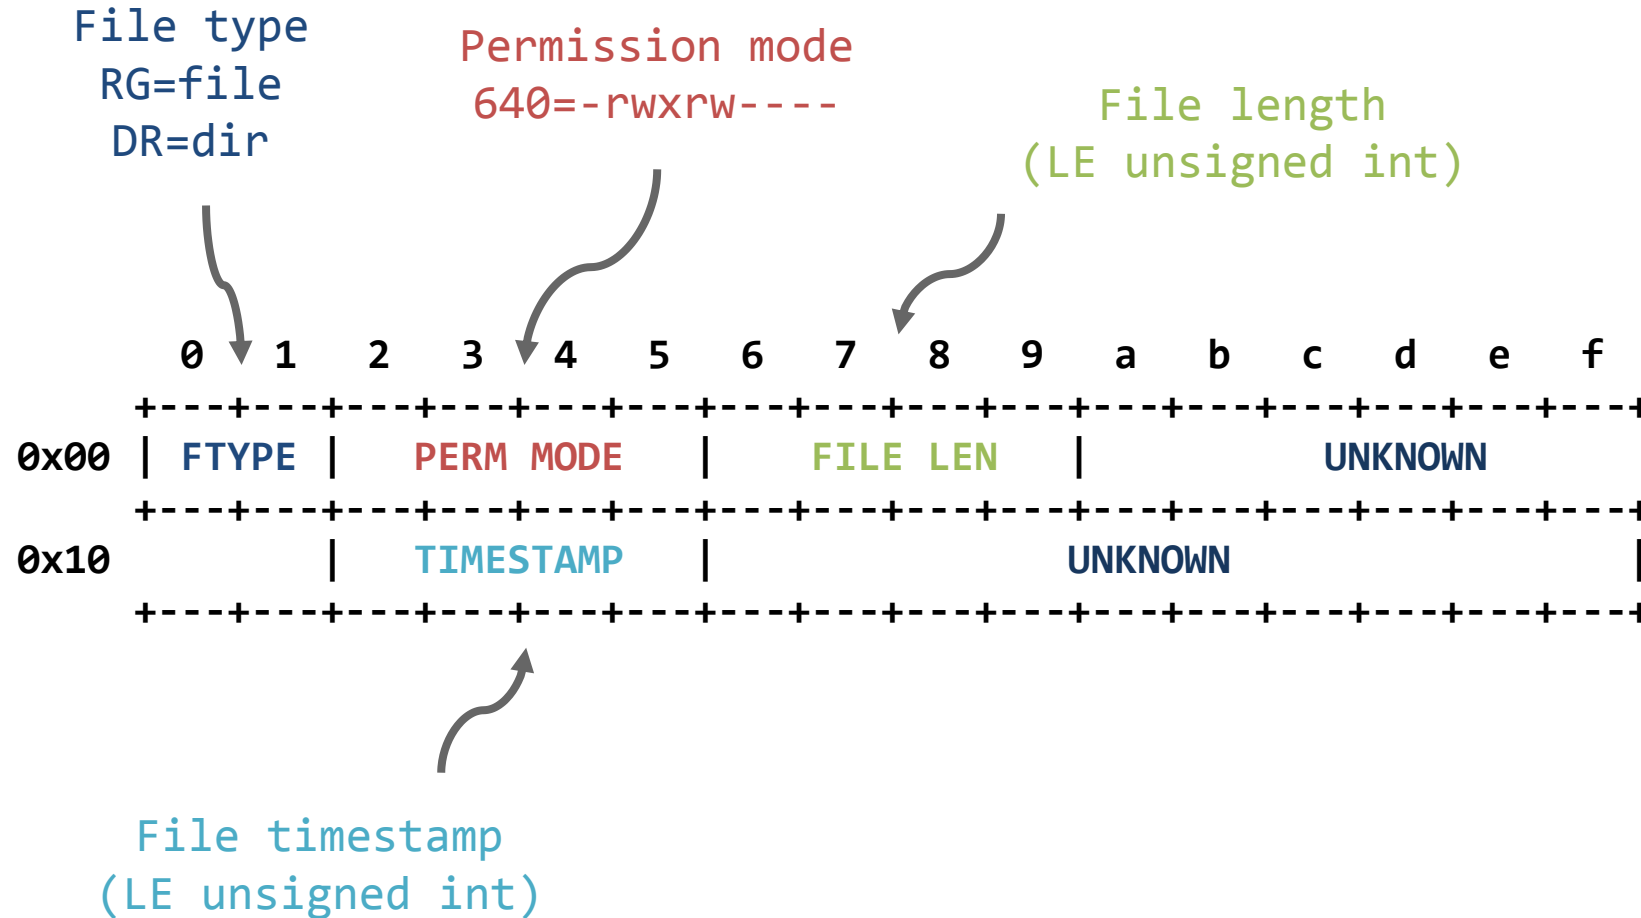 File type
RG=file
DR=dir
Permission mode
640=-rwxrw----
File length
(LE unsigned int)
0 1 2 3 4 5 6 7 8 9 a b c d e f
+---+---+---+---+---+---+---+---+---+---+---+---+---+---+---+---+
0x00 | FTYPE | PERM MODE | FILE LEN | UNKNOWN
+---+---+---+---+---+---+---+---+---+---+---+---+---+---+---+---+
0x10 | TIMESTAMP | UNKNOWN |
+---+---+---+---+---+---+---+---+---+---+---+---+---+---+---+---+
File timestamp
(LE unsigned int)